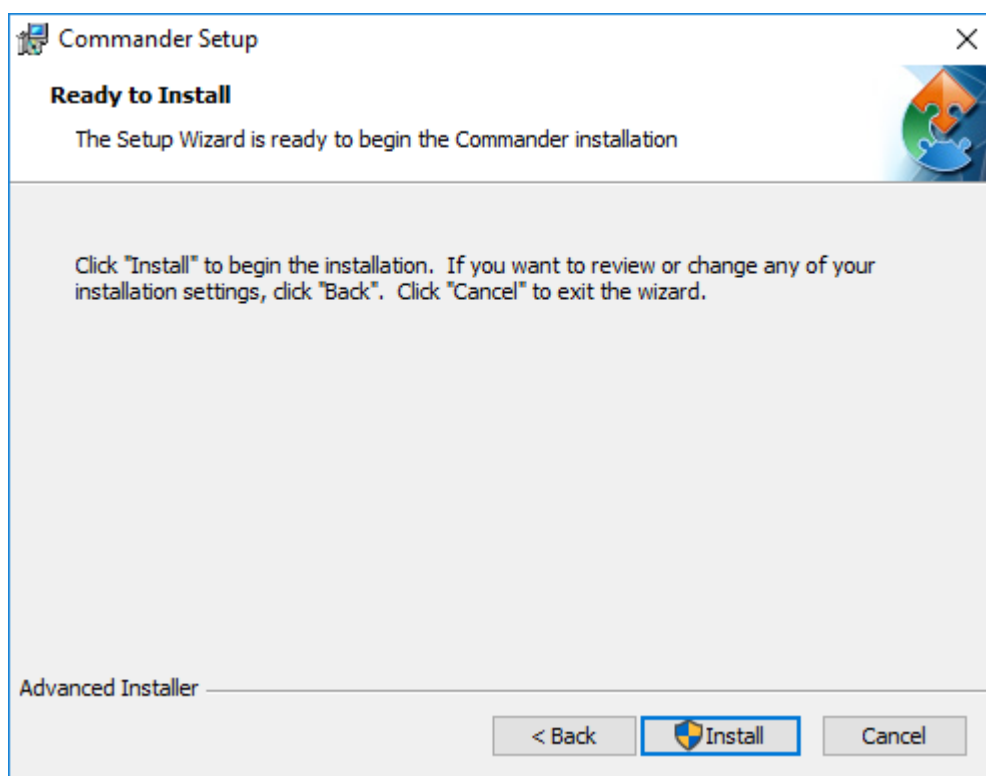 Commander Setup
Ready to Install
The Setup Wizard is ready to begin the Commander installation
Click "Install" to begin the installation.  If you want to review or change any of your
installation settings, click "Back".  Click "Cancel" to exit the wizard.
Advanced Installer
< Back
Install
Cancel